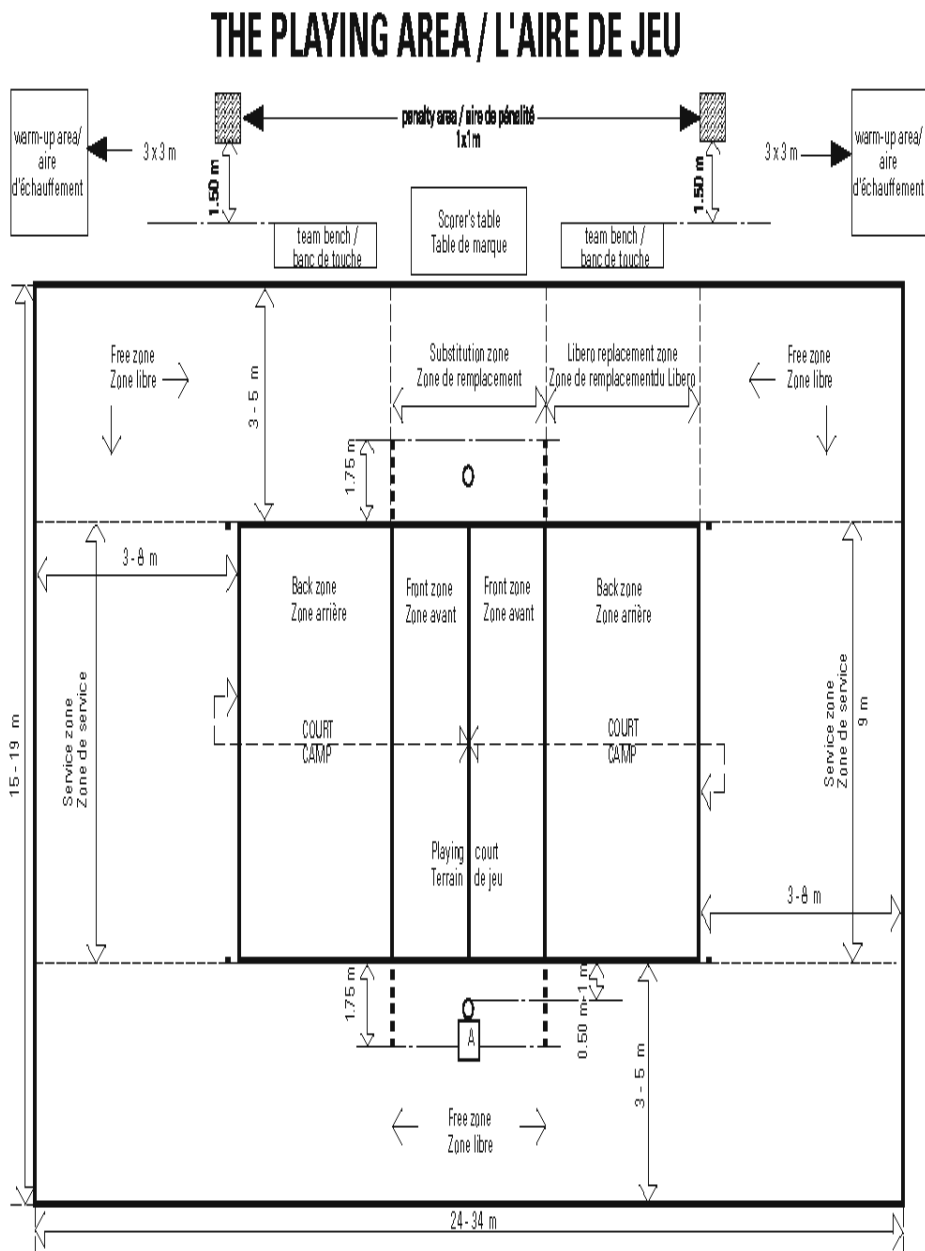 THE PLAYING AREA / L'AIRE DE JEU
warm-up area/
aire
d'échauffement
3 x 3 m
penalty area / aire de pénalité
1x1m
3 x 3 m
warm-up area/
aire
d'échauffement
1.50 m
1.50 m
team bench /
banc de touche
Scorer's table
Table de marque
team bench /
banc de touche
Free zone
Zone libre
3 - 5 m
Substitution zone
Zone de remplacement
Libero replacement zone
Zone de remplacementdu Libero
Free zone
Zone libre
1.75 m
3 - 8 m
Back zone
Zone arrière
Front zone
Zone avant
Front zone
Zone avant
Back zone
Zone arrière
15 - 19 m
Service zone
Zone de service
COURT
CAMP
COURT
CAMP
Service zone
Zone de service
9 m
Playing court
Terrain de jeu
3 - 8 m
1.75 m
A
0.50 m-1 m
3 - 5 m
Free zone
Zone libre
24 - 34 m